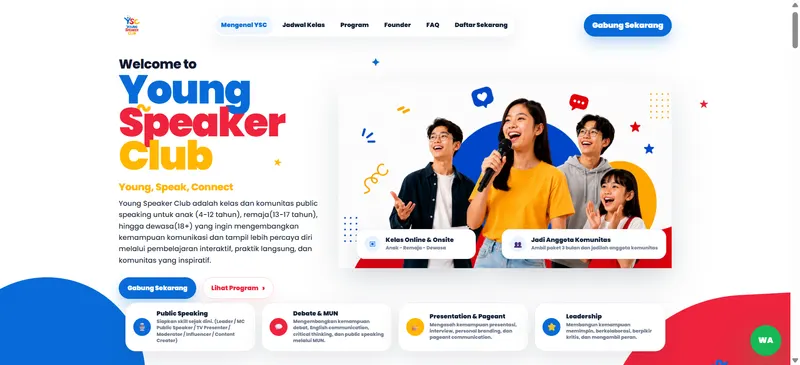 YSC
Mengenal YSC
Jadwal Kelas
Program
Founder
FAQ
Daftar Sekarang
Gabung Sekarang
Welcome to
Young
Speaker
Club
Young, Speak, Connect
Young Speaker Club adalah kelas dan komunitas public
speaking untuk anak (4-12 tahun), remaja(13-17 tahun),
hingga dewasa(18+) yang ingin mengembangkan
kemampuan komunikasi dan tampil lebih percaya diri
melalui pembelajaran interaktif, praktik langsung, dan
komunitas yang inspiratif.
Gabung Sekarang
Lihat Program ›
Kelas Online & Onsite
Anak - Remaja - Dewasa
Jadi Anggota Komunitas
Ambil paket 3 bulan dan jadilah anggota komunitas
Public Speaking
Siapkan skill sejak dini. (Leader / MC
Public Speaker / TV Presenter /
Moderator / Influencer / Content
Creator)
Debate & MUN
Mengembangkan kemampuan
debat, English communication,
critical thinking, dan public speaking
melalui MUN.
Presentation & Pageant
Mengasah kemampuan presentasi,
interview, personal branding, dan
pageant communication.
Leadership
Membangun kemampuan
memimpin, berkolaborasi, berpikir
kritis, dan mengambil peran.
WA